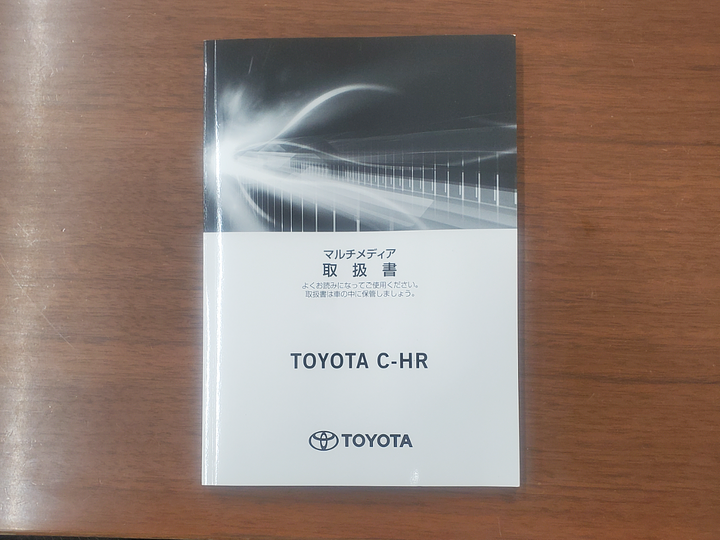 マルチメディア
取扱書
よくお読みになってご使用ください。
取扱書は車の中に保管しましょう。
TOYOTA C-HR
TOYOTA